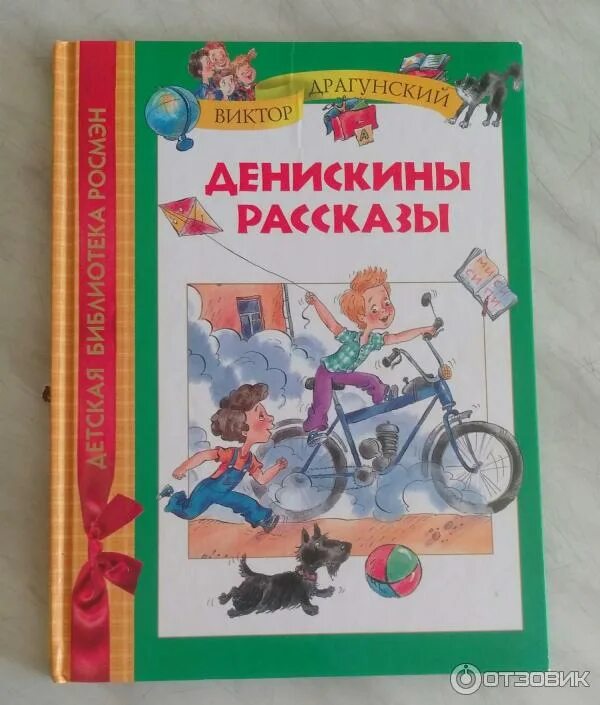 ДЕТСКАЯ БИБЛИОТЕКА РОСМЭН
ВИКТОР ДРАГУНСКИЙ
А
ДЕНИСКИНЫ
РАССКАЗЫ
ОТЗОВИК